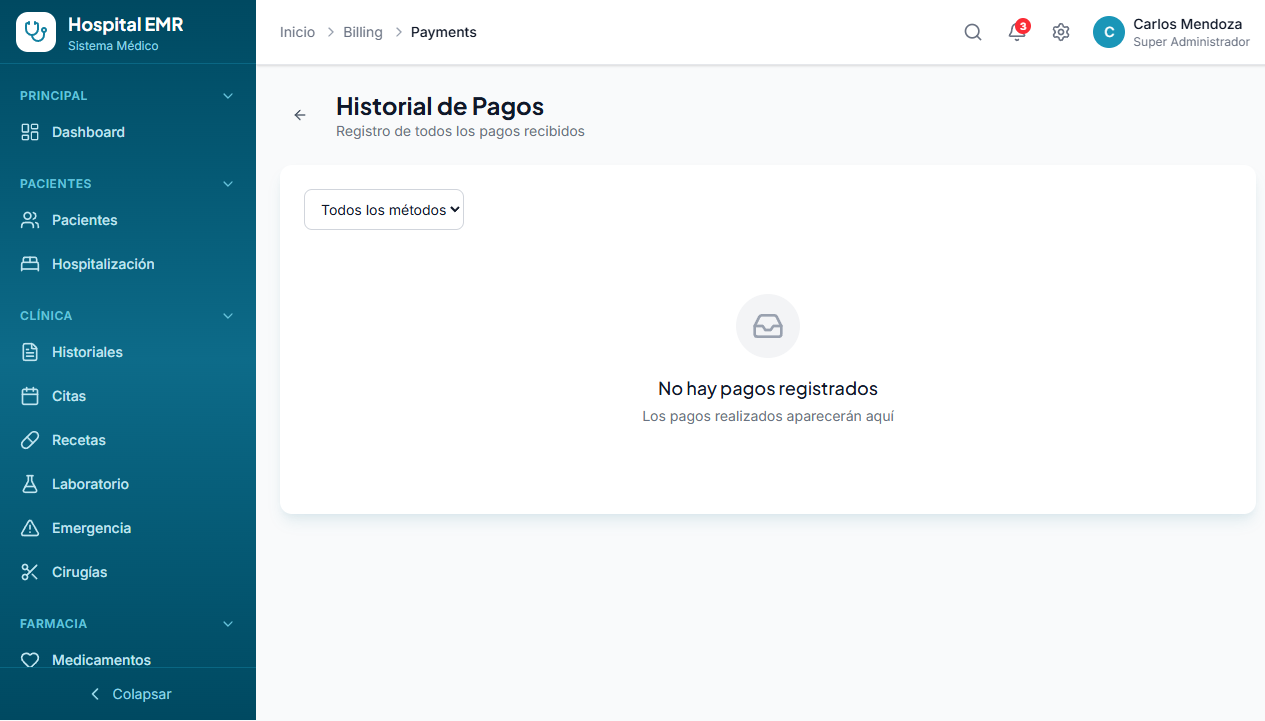 Hospital EMR
Sistema Médico
PRINCIPAL
Dashboard
PACIENTES
Pacientes
Hospitalización
CLÍNICA
Historiales
Citas
Recetas
Laboratorio
Emergencia
Cirugías
FARMACIA
Medicamentos
Colapsar
Inicio > Billing > Payments
3
C
Carlos Mendoza
Super Administrador
Historial de Pagos
Registro de todos los pagos recibidos
Todos los métodos
No hay pagos registrados
Los pagos realizados aparecerán aquí